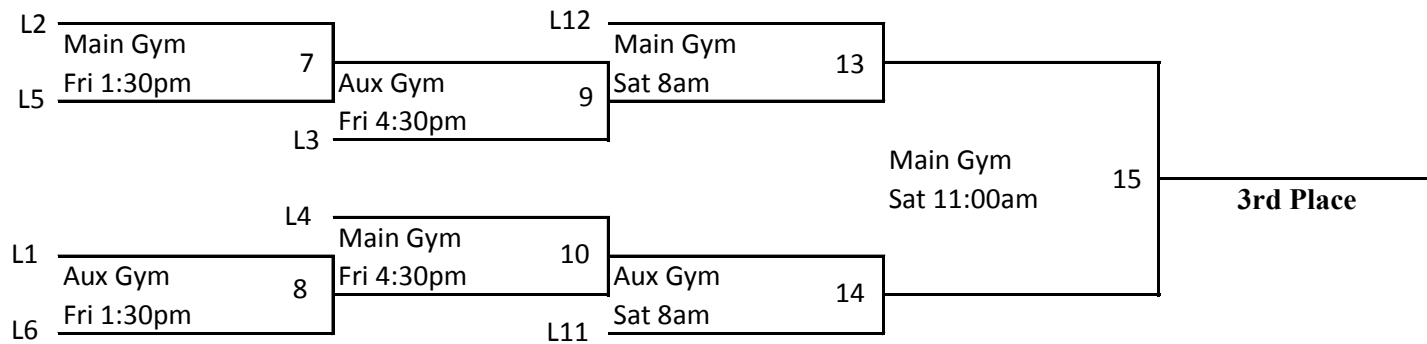 L2
Main Gym
Fri 1:30pm
7
L5
Aux Gym
Fri 4:30pm
9
L3
L12
Main Gym
Sat 8am
13
Main Gym
Sat 11:00am
15
3rd Place
L4
Main Gym
Fri 4:30pm
10
L1
Aux Gym
Fri 1:30pm
8
L6
Aux Gym
Sat 8am
14
L11